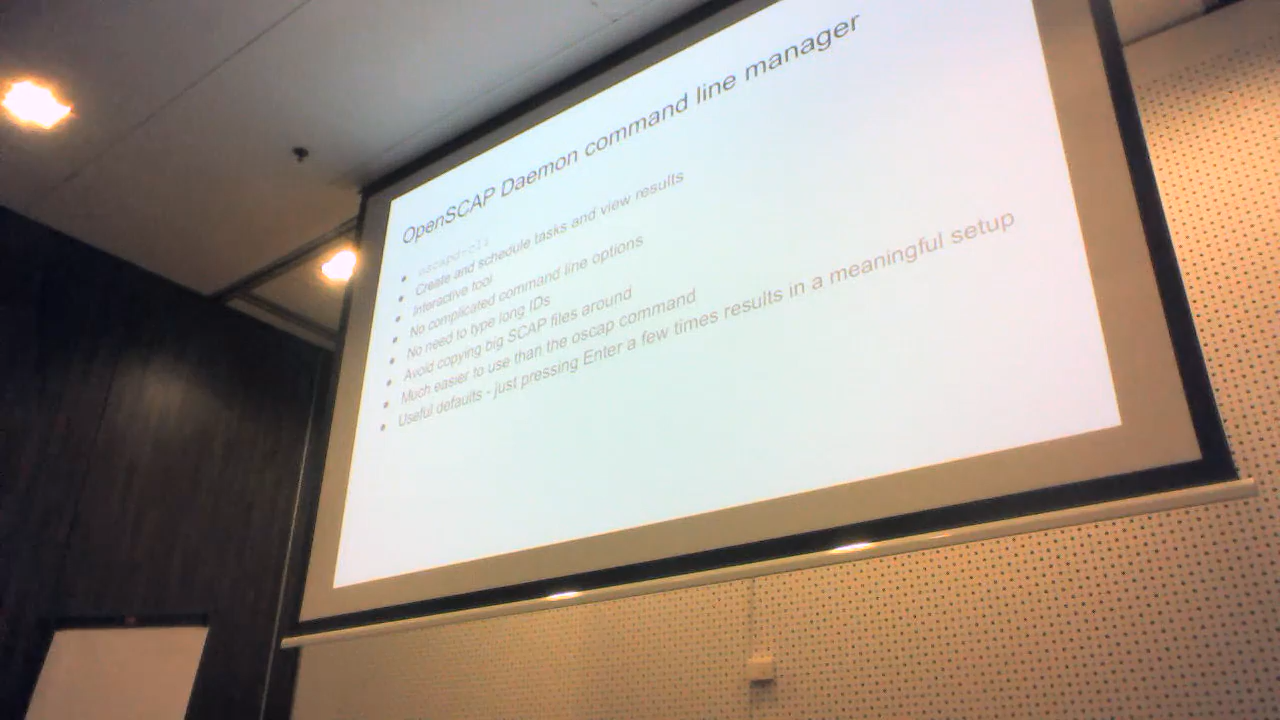 OpenSCAP Daemon command line manager
oscapd-cli
Create and schedule tasks and view results
Interactive tool
No complicated command line options
No need to type long IDs
Avoid copying big SCAP files around
Much easier to use than the oscap command
Useful defaults - just pressing Enter a few times results in a meaningful setup